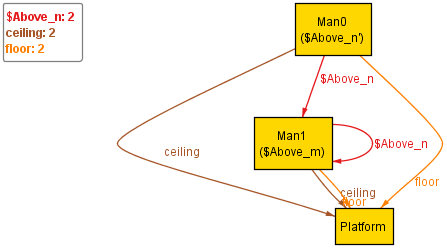 $Above_n: 2
ceiling: 2
floor: 2
Man0
($Above_n')
$Above_n
ceiling
Man1
($Above_m)
$Above_n
floor
ceiling
floor
Platform